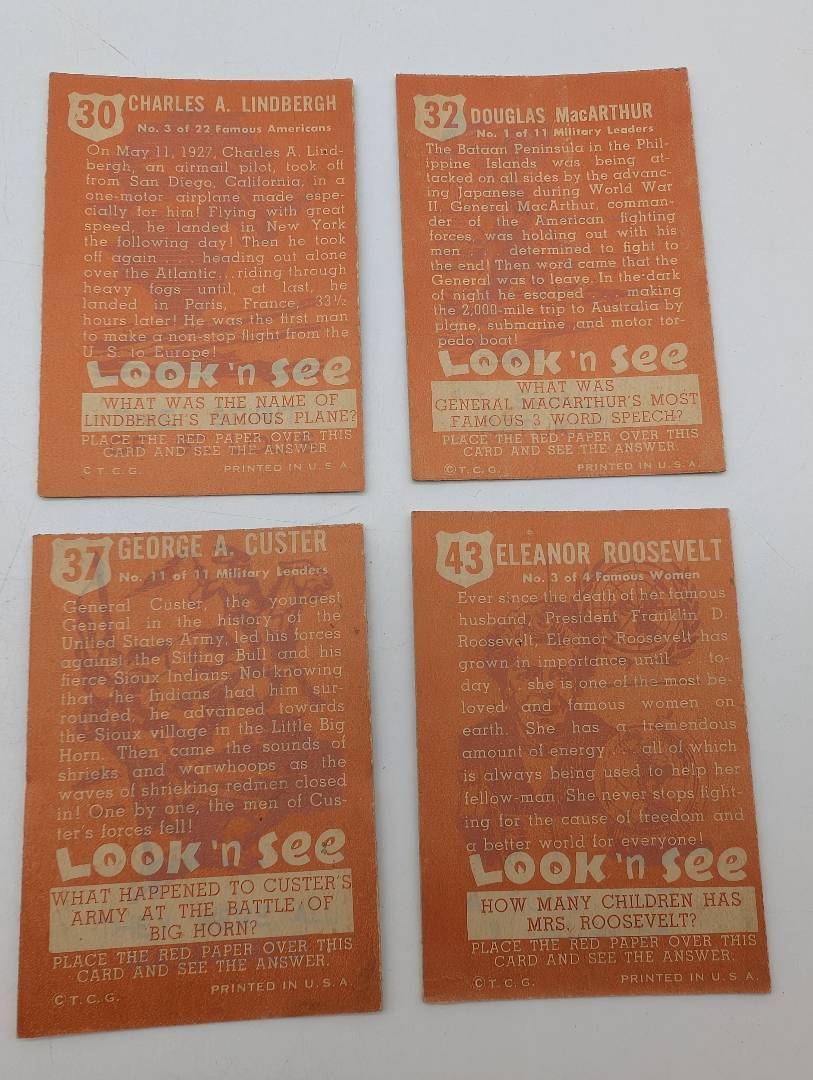 30 CHARLES A. LINDBERGH
No. 3 of 22 Famous Americans
On May 11, 1927, Charles A. Lind-
bergh, an airmail pilot, took off
from San Diego, California, in a
one-motor airplane made espe-
cially for him! Flying with great
speed, he landed in New York
the following day! Then he took
off again . . . . heading out alone
over the Atlantic...riding through
heavy fogs until, at last, he
landed in Paris, France, 33½
hours later! He was the first man
to make a non-stop flight from the
U. S. to Europe!
LOOK 'n SEE
WHAT WAS THE NAME OF
LINDBERGH'S FAMOUS PLANE?
PLACE THE RED PAPER OVER THIS
CARD AND SEE THE ANSWER
© T. C. G. PRINTED IN U. S. A
32 DOUGLAS MacARTHUR
No. 1 of 11 Military Leaders
The Bataan Peninsula in the Phil-
ippine Islands was being at-
tacked on all sides by the advanc-
ing Japanese during World War
II. General MacArthur, comman-
der of the American fighting
forces, was holding out with his
men . . . determined to fight to
the end! Then word came that the
General was to leave. In the dark
of night he escaped . . . making
the 2,000-mile trip to Australia by
plane, submarine and motor tor-
pedo boat!
LOOK 'n SEE
WHAT WAS
GENERAL MACARTHUR'S MOST
FAMOUS 3 WORD SPEECH?
PLACE THE RED PAPER OVER THIS
CARD AND SEE THE ANSWER.
© T. C. G. PRINTED IN U. S. A.
37 GEORGE A. CUSTER
No. 11 of 11 Military Leaders
General Custer, the youngest
General in the history of the
United States Army, led his forces
against the Sitting Bull and his
fierce Sioux Indians. Not knowing
that he Indians had him sur-
rounded, he advanced towards
the Sioux village in the Little Big
Horn. Then came the sounds of
shrieks and warwhoops as the
waves of shrieking redmen closed
in! One by one, the men of Cus-
ter's forces fell!
LOOK 'n SEE
WHAT HAPPENED TO CUSTER'S
ARMY AT THE BATTLE OF
BIG HORN?
PLACE THE RED PAPER OVER THIS
CARD AND SEE THE ANSWER.
© T. C. G. PRINTED IN U. S. A.
43 ELEANOR ROOSEVELT
No. 3 of 4 Famous Women
Ever since the death of her famous
husband, President Franklin D.
Roosevelt, Eleanor Roosevelt has
grown in importance until . . . to-
day . . she is one of the most be-
loved and famous women on
earth. She has a tremendous
amount of energy . . . all of which
is always being used to help her
fellow-man. She never stops fight-
ing for the cause of freedom and
a better world for everyone!
LOOK 'n SEE
HOW MANY CHILDREN HAS
MRS. ROOSEVELT?
PLACE THE RED PAPER OVER THIS
CARD AND SEE THE ANSWER.
© T. C. G. PRINTED IN U. S. A.